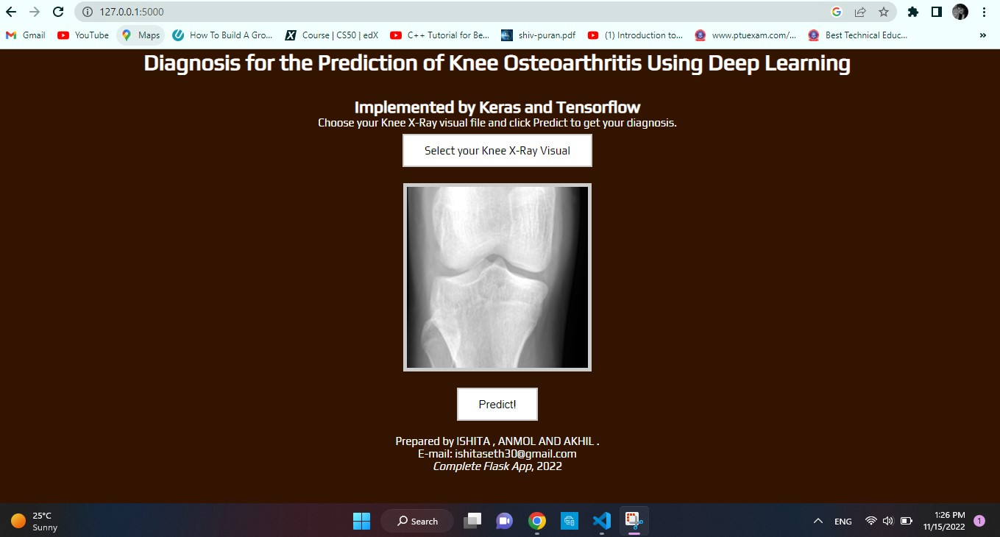 127.0.0.1:5000
Gmail YouTube Maps How To Build A Gro... Course | CS50 | edX C++ Tutorial for Be... shiv-puran.pdf (1) Introduction to... www.ptuexam.com/... Best Technical Educ... »
Diagnosis for the Prediction of Knee Osteoarthritis Using Deep Learning
Implemented by Keras and Tensorflow
Choose your Knee X-Ray visual file and click Predict to get your diagnosis.
Select your Knee X-Ray Visual
Predict!
Prepared by ISHITA , ANMOL AND AKHIL .
E-mail: ishitaseth30@gmail.com
Complete Flask App, 2022
25°C
Sunny
Search
ENG
1:26 PM
11/15/2022
1